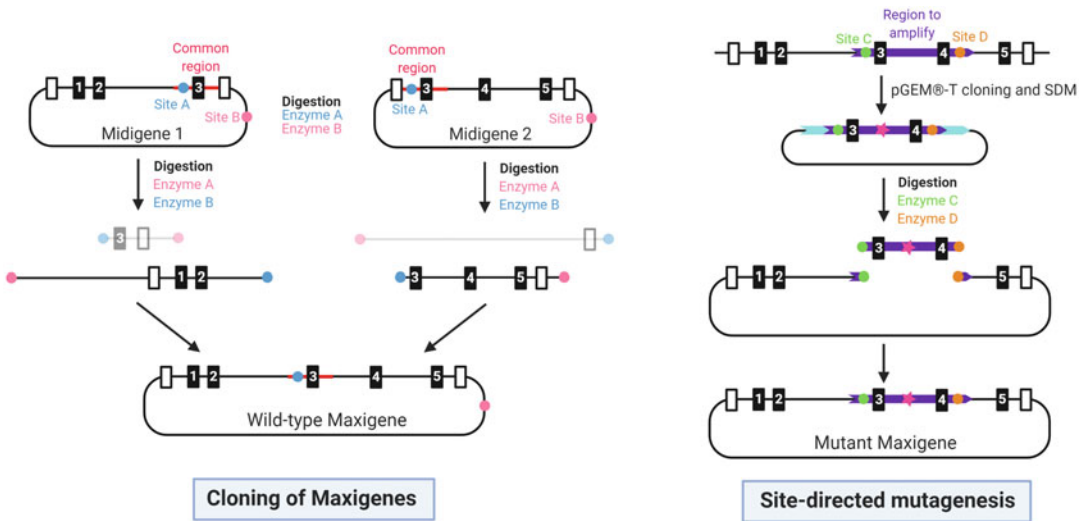 Common
region
1
2
3
Site A
Site B
Midigene 1
Digestion
Enzyme A
Enzyme B
Common
region
3
4
5
Site A
Site B
Midigene 2
Digestion
Enzyme A
Enzyme B
Digestion
Enzyme A
Enzyme B
3
1
2
3
4
5
1
2
3
4
5
Wild-type Maxigene
Cloning of Maxigenes
Region to
amplify
Site C
Site D
1
2
3
4
5
pGEM®-T cloning and SDM
3
4
Digestion
Enzyme C
Enzyme D
3
4
1
2
5
1
2
3
4
5
Mutant Maxigene
Site-directed mutagenesis